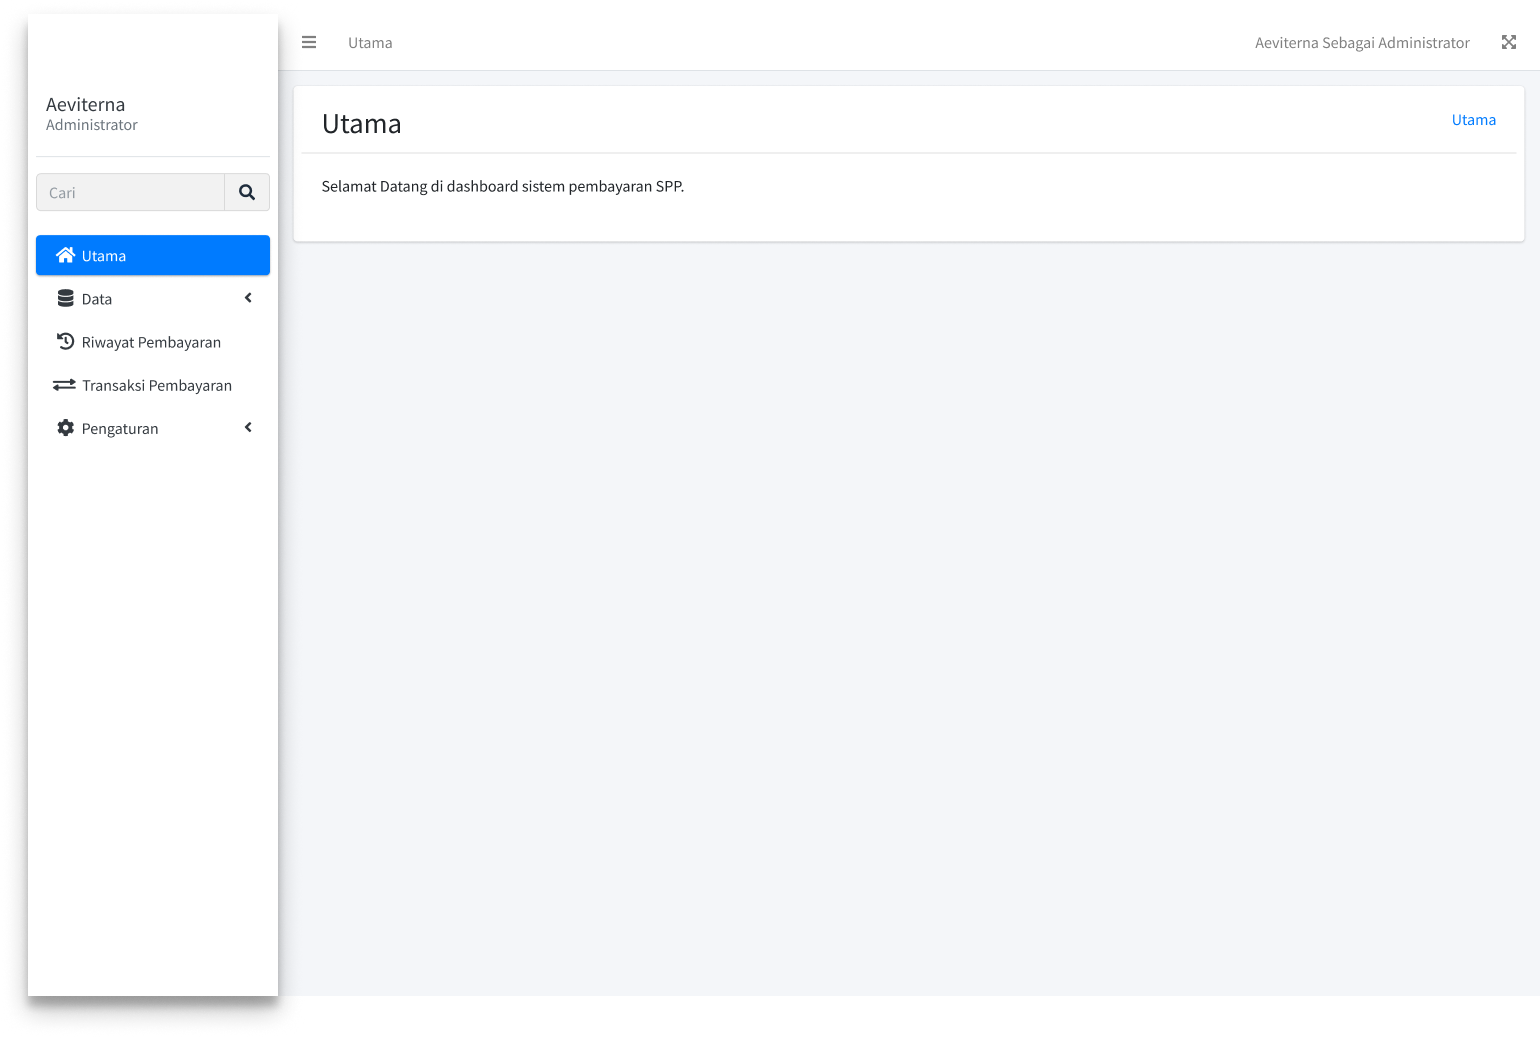 Aeviterna
Administrator
Cari
Utama
Data
Riwayat Pembayaran
Transaksi Pembayaran
Pengaturan
Utama
Aeviterna Sebagai Administrator
Utama
Utama
Selamat Datang di dashboard sistem pembayaran SPP.